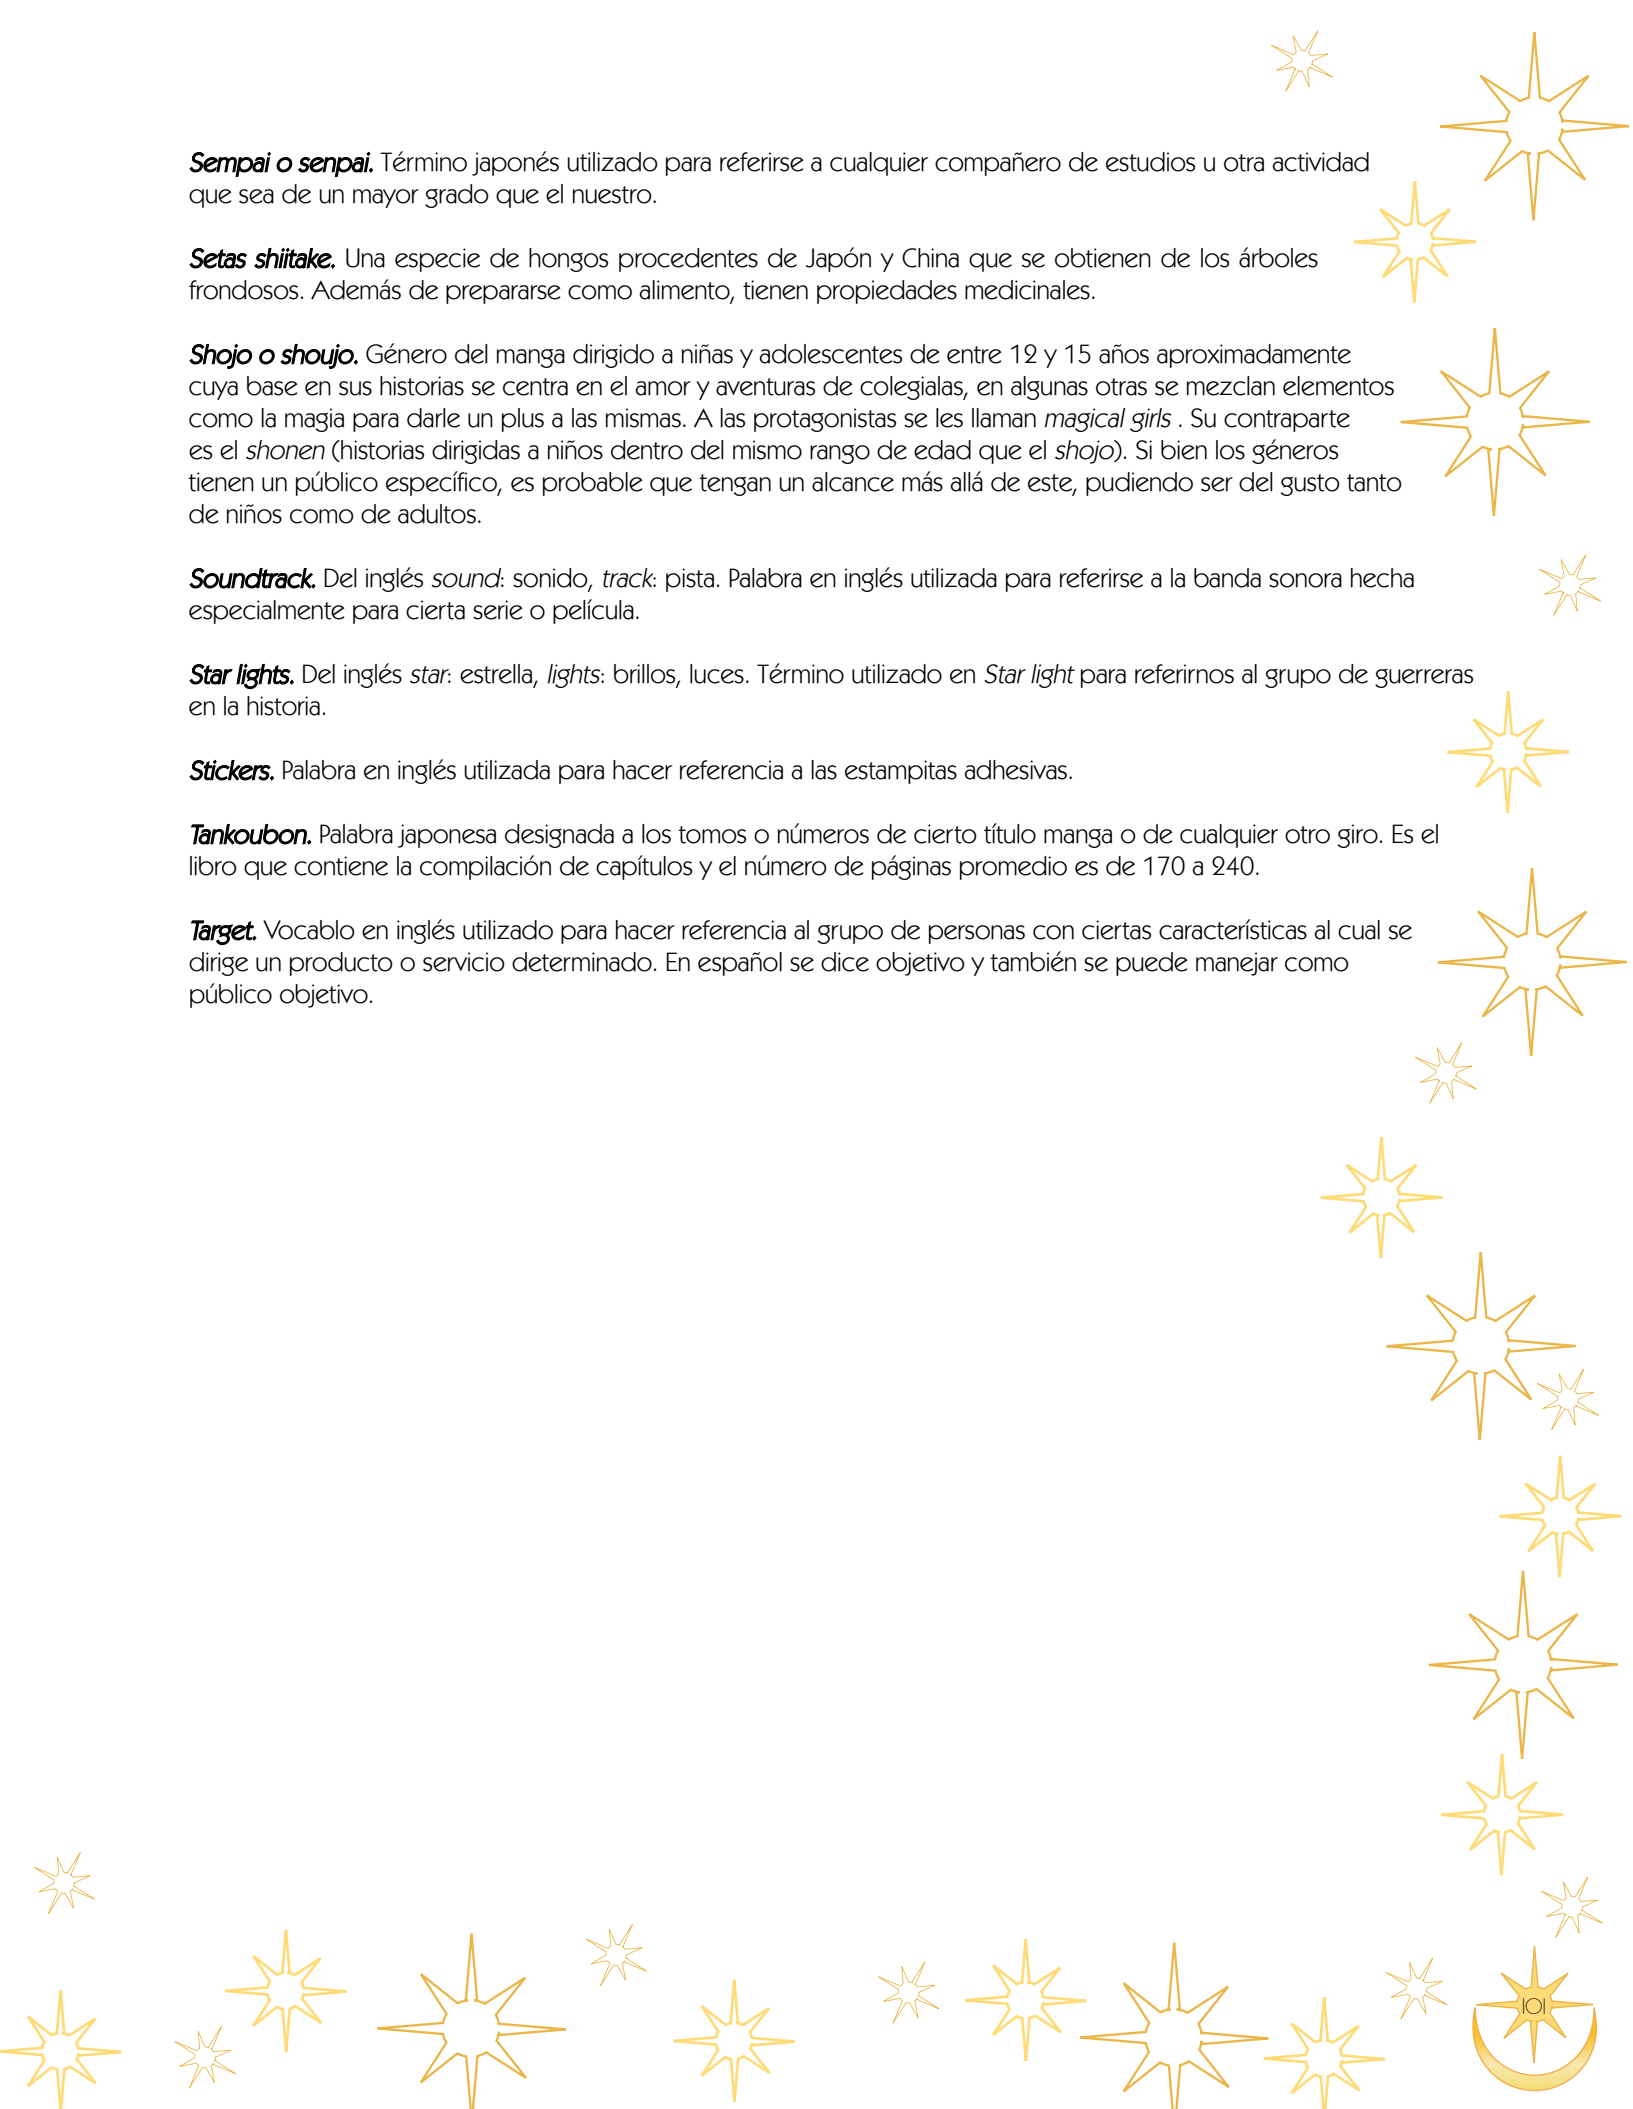 Sempai o senpai. Término japonés utilizado para referirse a cualquier compañero de estudios u otra actividad
que sea de un mayor grado que el nuestro.
Setas shiitake. Una especie de hongos procedentes de Japón y China que se obtienen de los árboles
frondosos. Además de prepararse como alimento, tienen propiedades medicinales.
Shojo o shoujo. Género del manga dirigido a niñas y adolescentes de entre 12 y 15 años aproximadamente
cuya base en sus historias se centra en el amor y aventuras de colegialas, en algunas otras se mezclan elementos
como la magia para darle un plus a las mismas. A las protagonistas se les llaman magical girls . Su contraparte
es el shonen (historias dirigidas a niños dentro del mismo rango de edad que el shojo). Si bien los géneros
tienen un público específico, es probable que tengan un alcance más allá de este, pudiendo ser del gusto tanto
de niños como de adultos.
Soundtrack. Del inglés sound: sonido, track: pista. Palabra en inglés utilizada para referirse a la banda sonora hecha
especialmente para cierta serie o película.
Star lights. Del inglés star: estrella, lights: brillos, luces. Término utilizado en Star light para referirnos al grupo de guerreras
en la historia.
Stickers. Palabra en inglés utilizada para hacer referencia a las estampitas adhesivas.
Tankoubon. Palabra japonesa designada a los tomos o números de cierto título manga o de cualquier otro giro. Es el
libro que contiene la compilación de capítulos y el número de páginas promedio es de 170 a 240.
Target. Vocablo en inglés utilizado para hacer referencia al grupo de personas con ciertas características al cual se
dirige un producto o servicio determinado. En español se dice objetivo y también se puede manejar como
público objetivo.
101